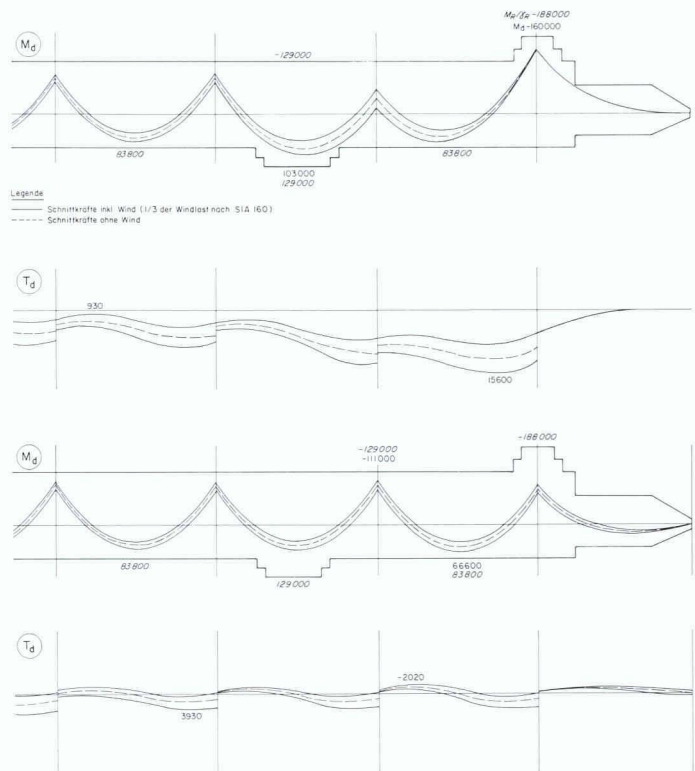 M_R/γ_R -188000
M_d -160000
M_d
-129000
83800
83800
103000
129000
Legende
Schnittkräfte inkl. Wind (1/3 der Windlast nach SIA 160)
Schnittkräfte ohne Wind
T_d
930
15600
M_d
-129000
-111000
-188000
83800
66600
83800
129000
T_d
-2020
3930